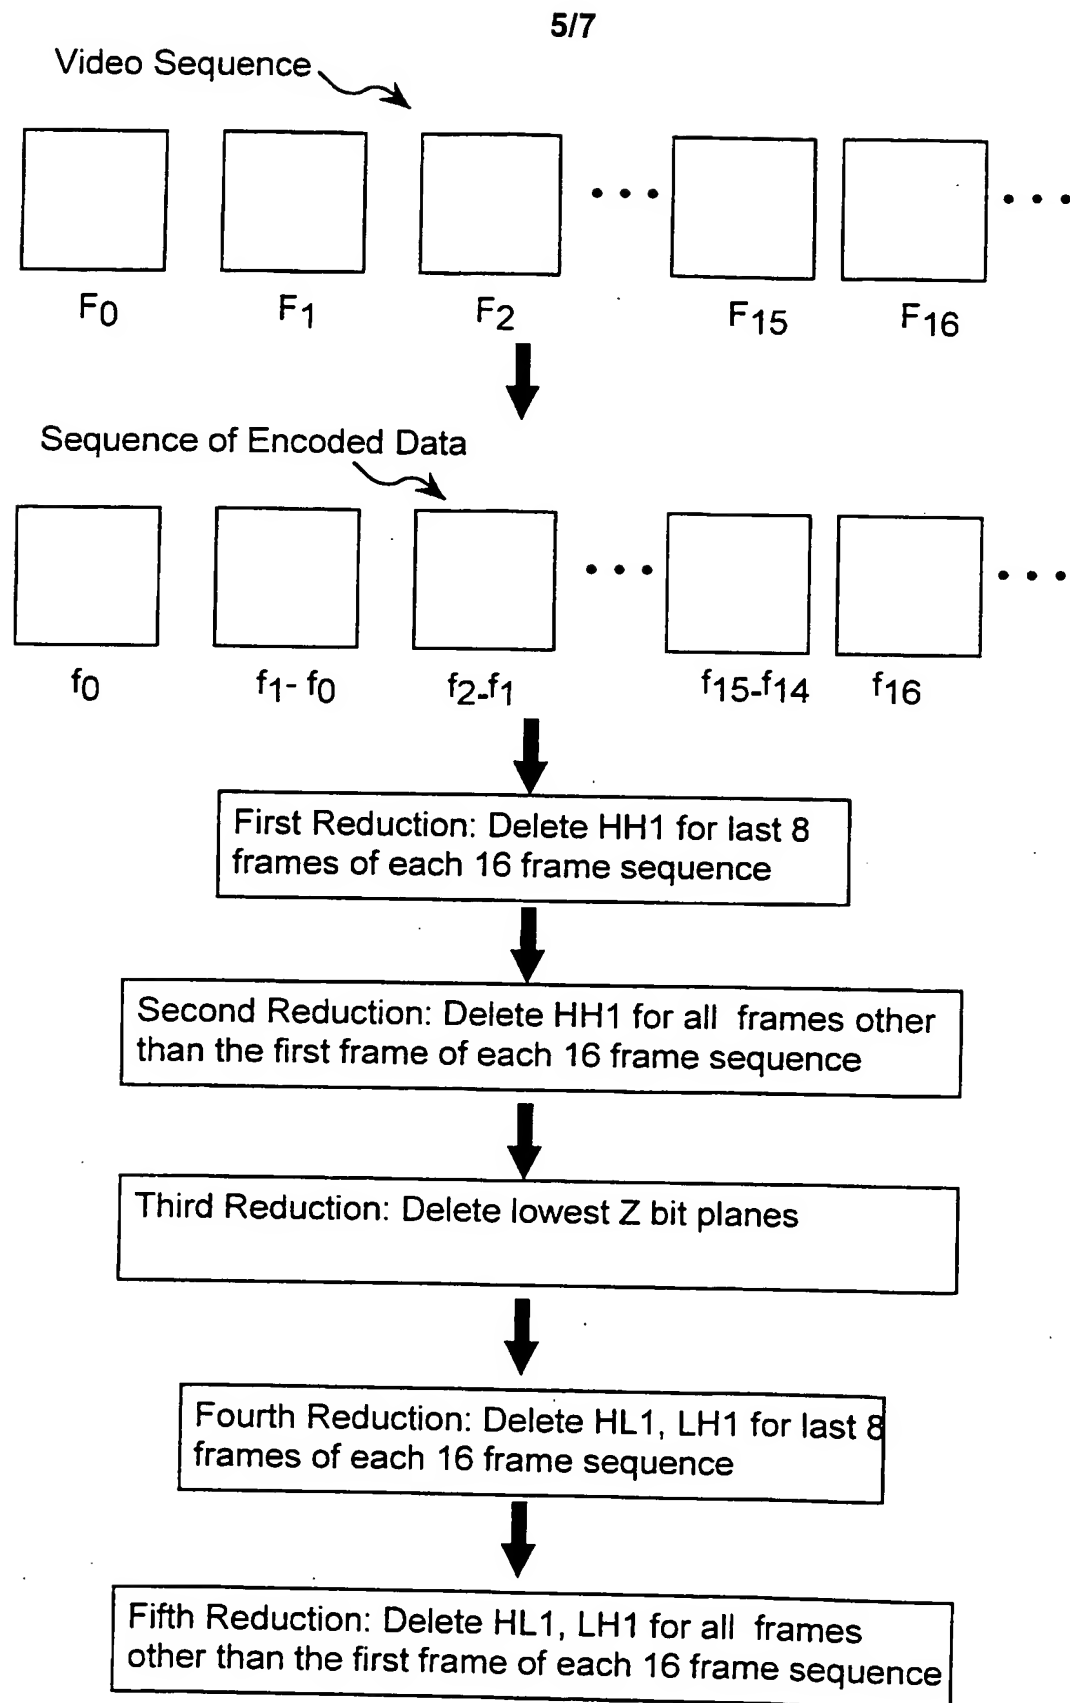 5/7
Video Sequence
F0 F1 F2 F15 F16
Sequence of Encoded Data
f0 f1-f0 f2-f1 f15-f14 f16
First Reduction: Delete HH1 for last 8
frames of each 16 frame sequence
Second Reduction: Delete HH1 for all frames other
than the first frame of each 16 frame sequence
Third Reduction: Delete lowest Z bit planes
Fourth Reduction: Delete HL1, LH1 for last 8
frames of each 16 frame sequence
Fifth Reduction: Delete HL1, LH1 for all frames
other than the first frame of each 16 frame sequence